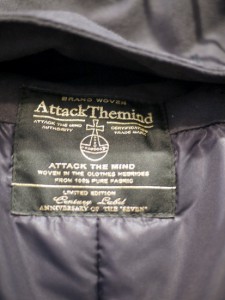 BRAND WOVEN
AttackThemind
ATTACK THE MIND CERTIFICATION
AUTHORITY TRADE MARK
ATTACK THE MIND
WOVEN IN THE CLOTHES HEBRIDES
FROM 100% PURE FABRIC
LIMITED EDITION
Century Label
ANNIVERSARY OF THE "SEVEN"